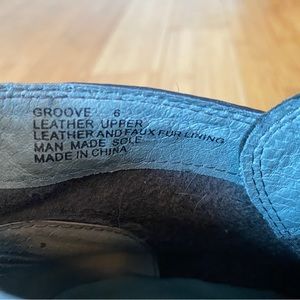 GROOVE 6
LEATHER UPPER
LEATHER AND FAUX FUR LINING
MAN MADE SOLE
MADE IN CHINA